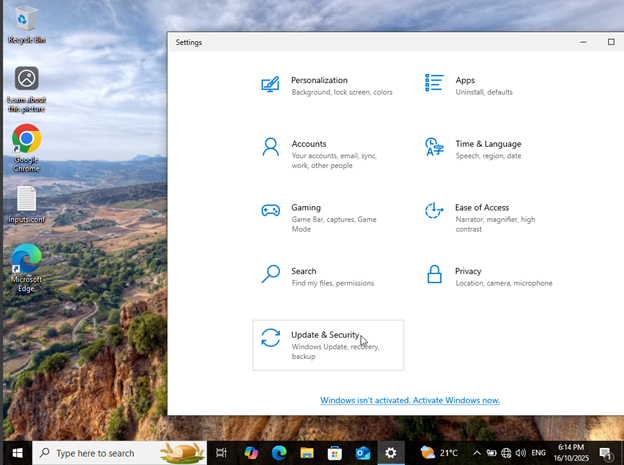 Recycle Bin
Learn about
this picture
Google
Chrome
inputs.conf
Microsoft
Edge
Settings
Personalization
Background, lock screen, colors
Apps
Uninstall, defaults
Accounts
Your accounts, email, sync,
work, other people
Time & Language
Speech, region, date
Gaming
Game Bar, captures, Game
Mode
Ease of Access
Narrator, magnifier, high
contrast
Search
Find my files, permissions
Privacy
Location, camera, microphone
Update & Security
Windows Update, recovery,
backup
Windows isn't activated. Activate Windows now.
Type here to search
21°C
ENG
6:14 PM
16/10/2025
1